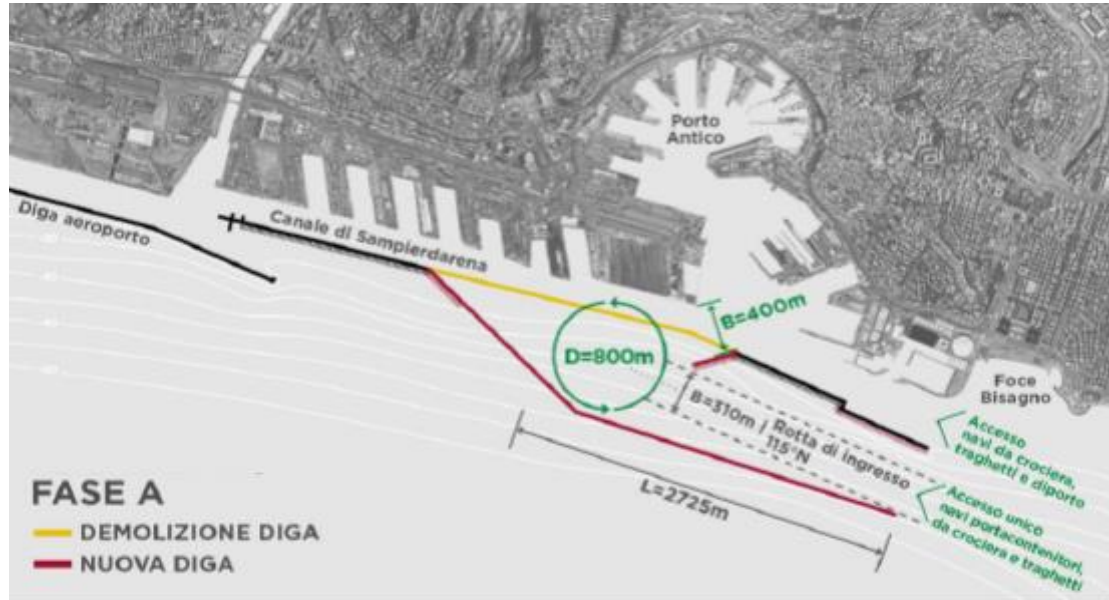 Porto
Antico
Diga aeroporto
Canale di Sampierdarena
B=400m
D=800m
B=310m /
115°N
Rotta di ingresso
L=2725m
Foce
Bisagno
Accesso
navi da crociera,
traghetti e diporto
Accesso unico
navi portacontenitori,
da crociera e traghetti
FASE A
DEMOLIZIONE DIGA
NUOVA DIGA